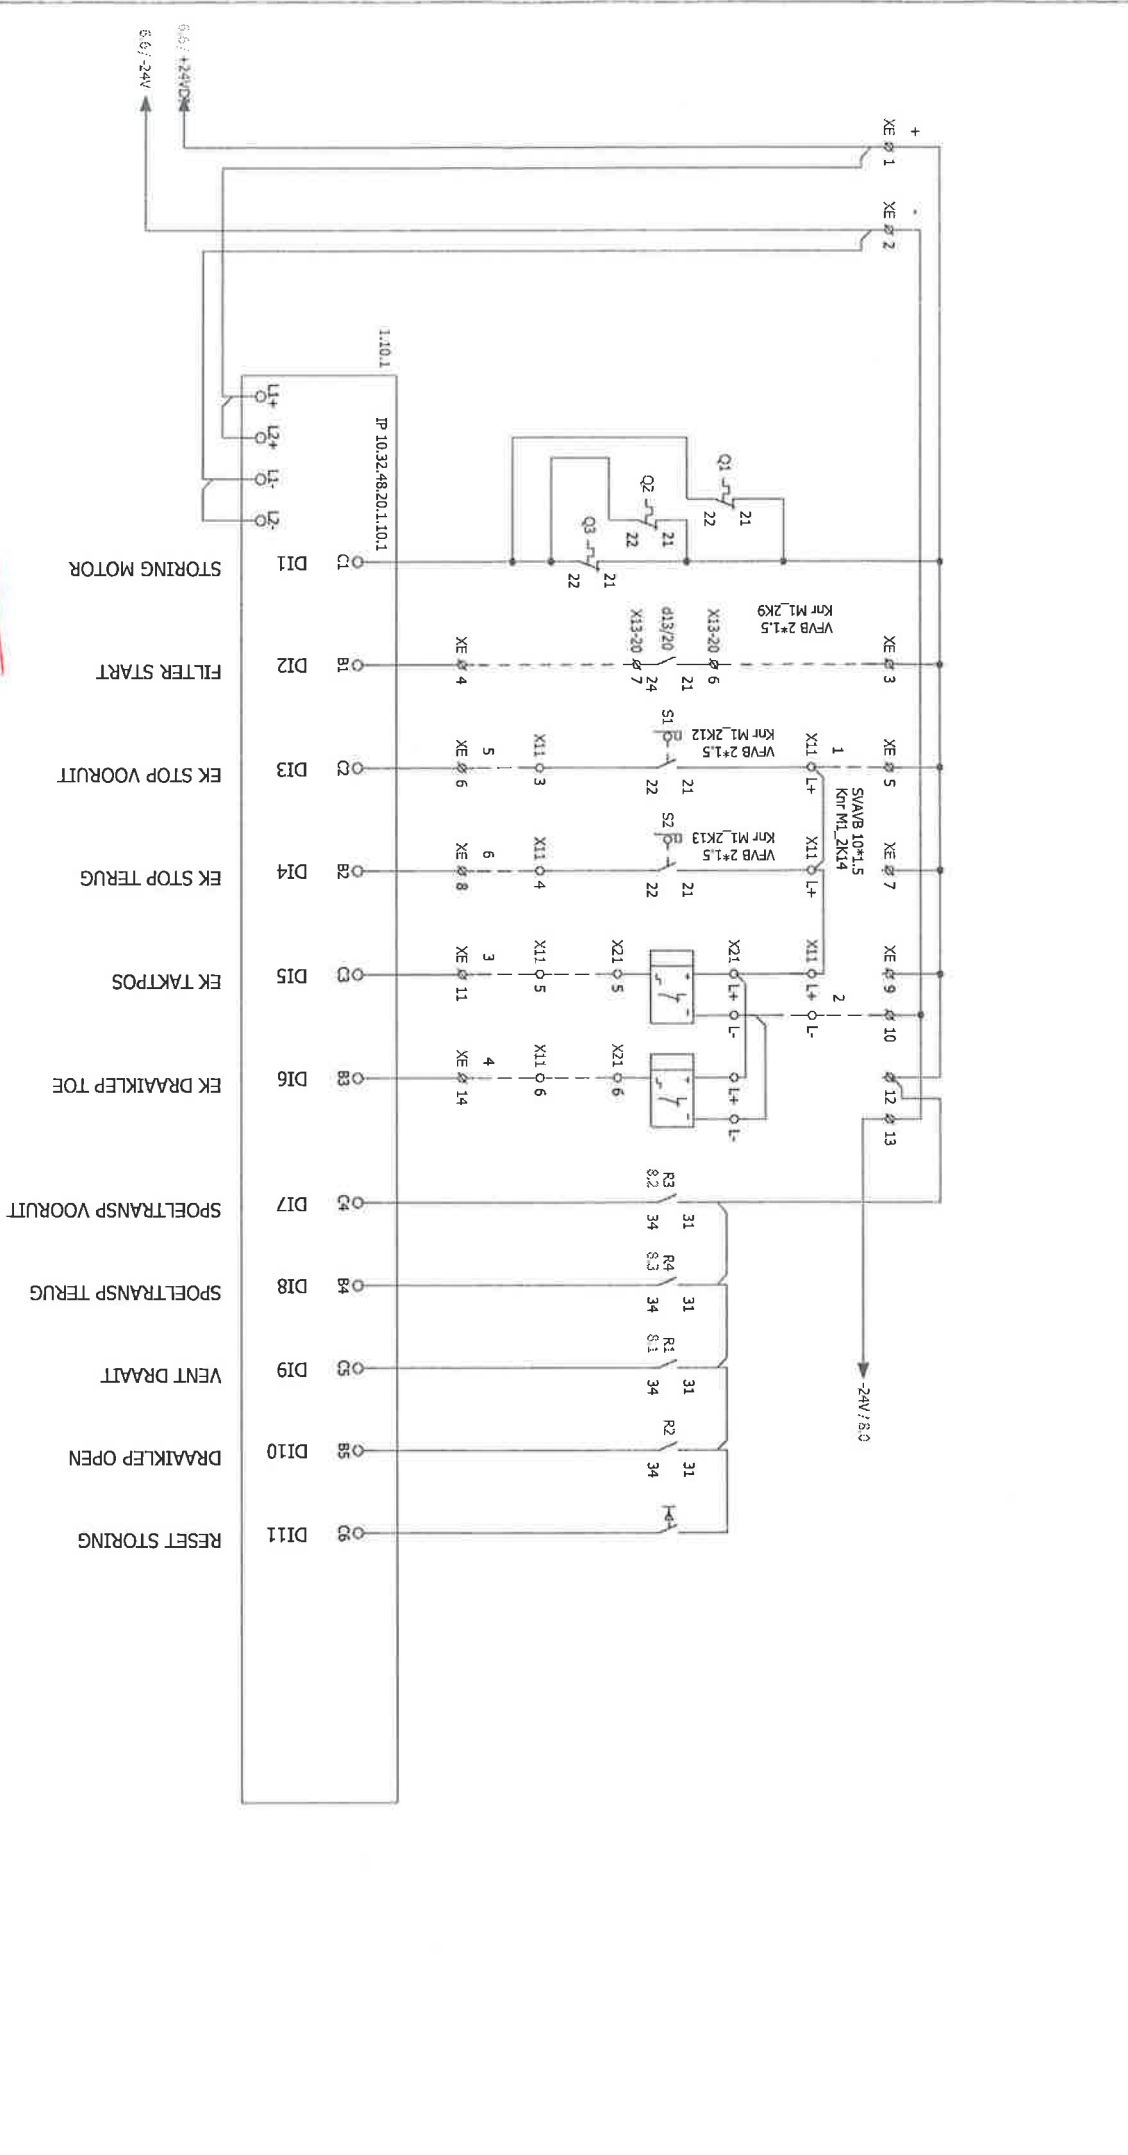 6.6 / +24VDC
6.6 / -24V
+
XE 1
-
XE 2
1.10.1
IP 10.32.48.20.1.10.1
L1+
L2+
L1-
L2-
Q1
21
22
Q2
21
22
Q3
21
22
C1
DI1
STORING MOTOR
XE 3
VFVB 2*1.5
Knr M1_2K9
X13-20
6
d13/20
21
24
X13-20
7
XE 4
B1
DI2
FILTER START
XE 5
1
SVAVB 10*1.5
Knr M1_2K14
X11 L+
VFVB 2*1.5
Knr M1_2K12
S1
21
22
X11 3
5
XE 6
C2
DI3
EK STOP VOORUIT
XE 7
X11 L+
VFVB 2*1.5
Knr M1_2K13
S2
21
22
X11 4
6
XE 8
B2
DI4
EK STOP TERUG
XE 9
10
2
X11 L+
L-
X21 L+
L-
+
-
X21 5
X11 5
3
XE 11
C3
DI5
EK TAKTPOS
12
13
L+
L-
+
-
X21 6
X11 6
4
XE 14
B3
DI6
EK DRAAIKLEP TOE
R3
8.2
31
34
C4
DI7
SPOELTRANSP VOORUIT
R4
8.3
31
34
B4
DI8
SPOELTRANSP TERUG
R1
8.1
31
34
C5
DI9
VENT DRAAIT
-24V / 8.0
R2
31
34
B5
DI10
DRAAIKLEP OPEN
C6
DI11
RESET STORING